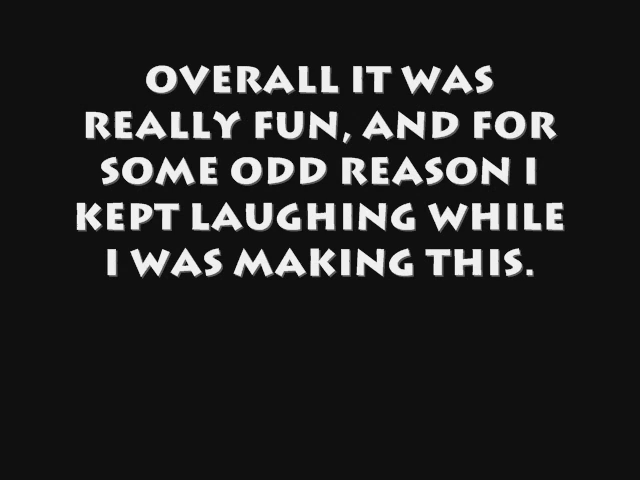 OVERALL IT WAS
REALLY FUN, AND FOR
SOME ODD REASON I
KEPT LAUGHING WHILE
I WAS MAKING THIS.